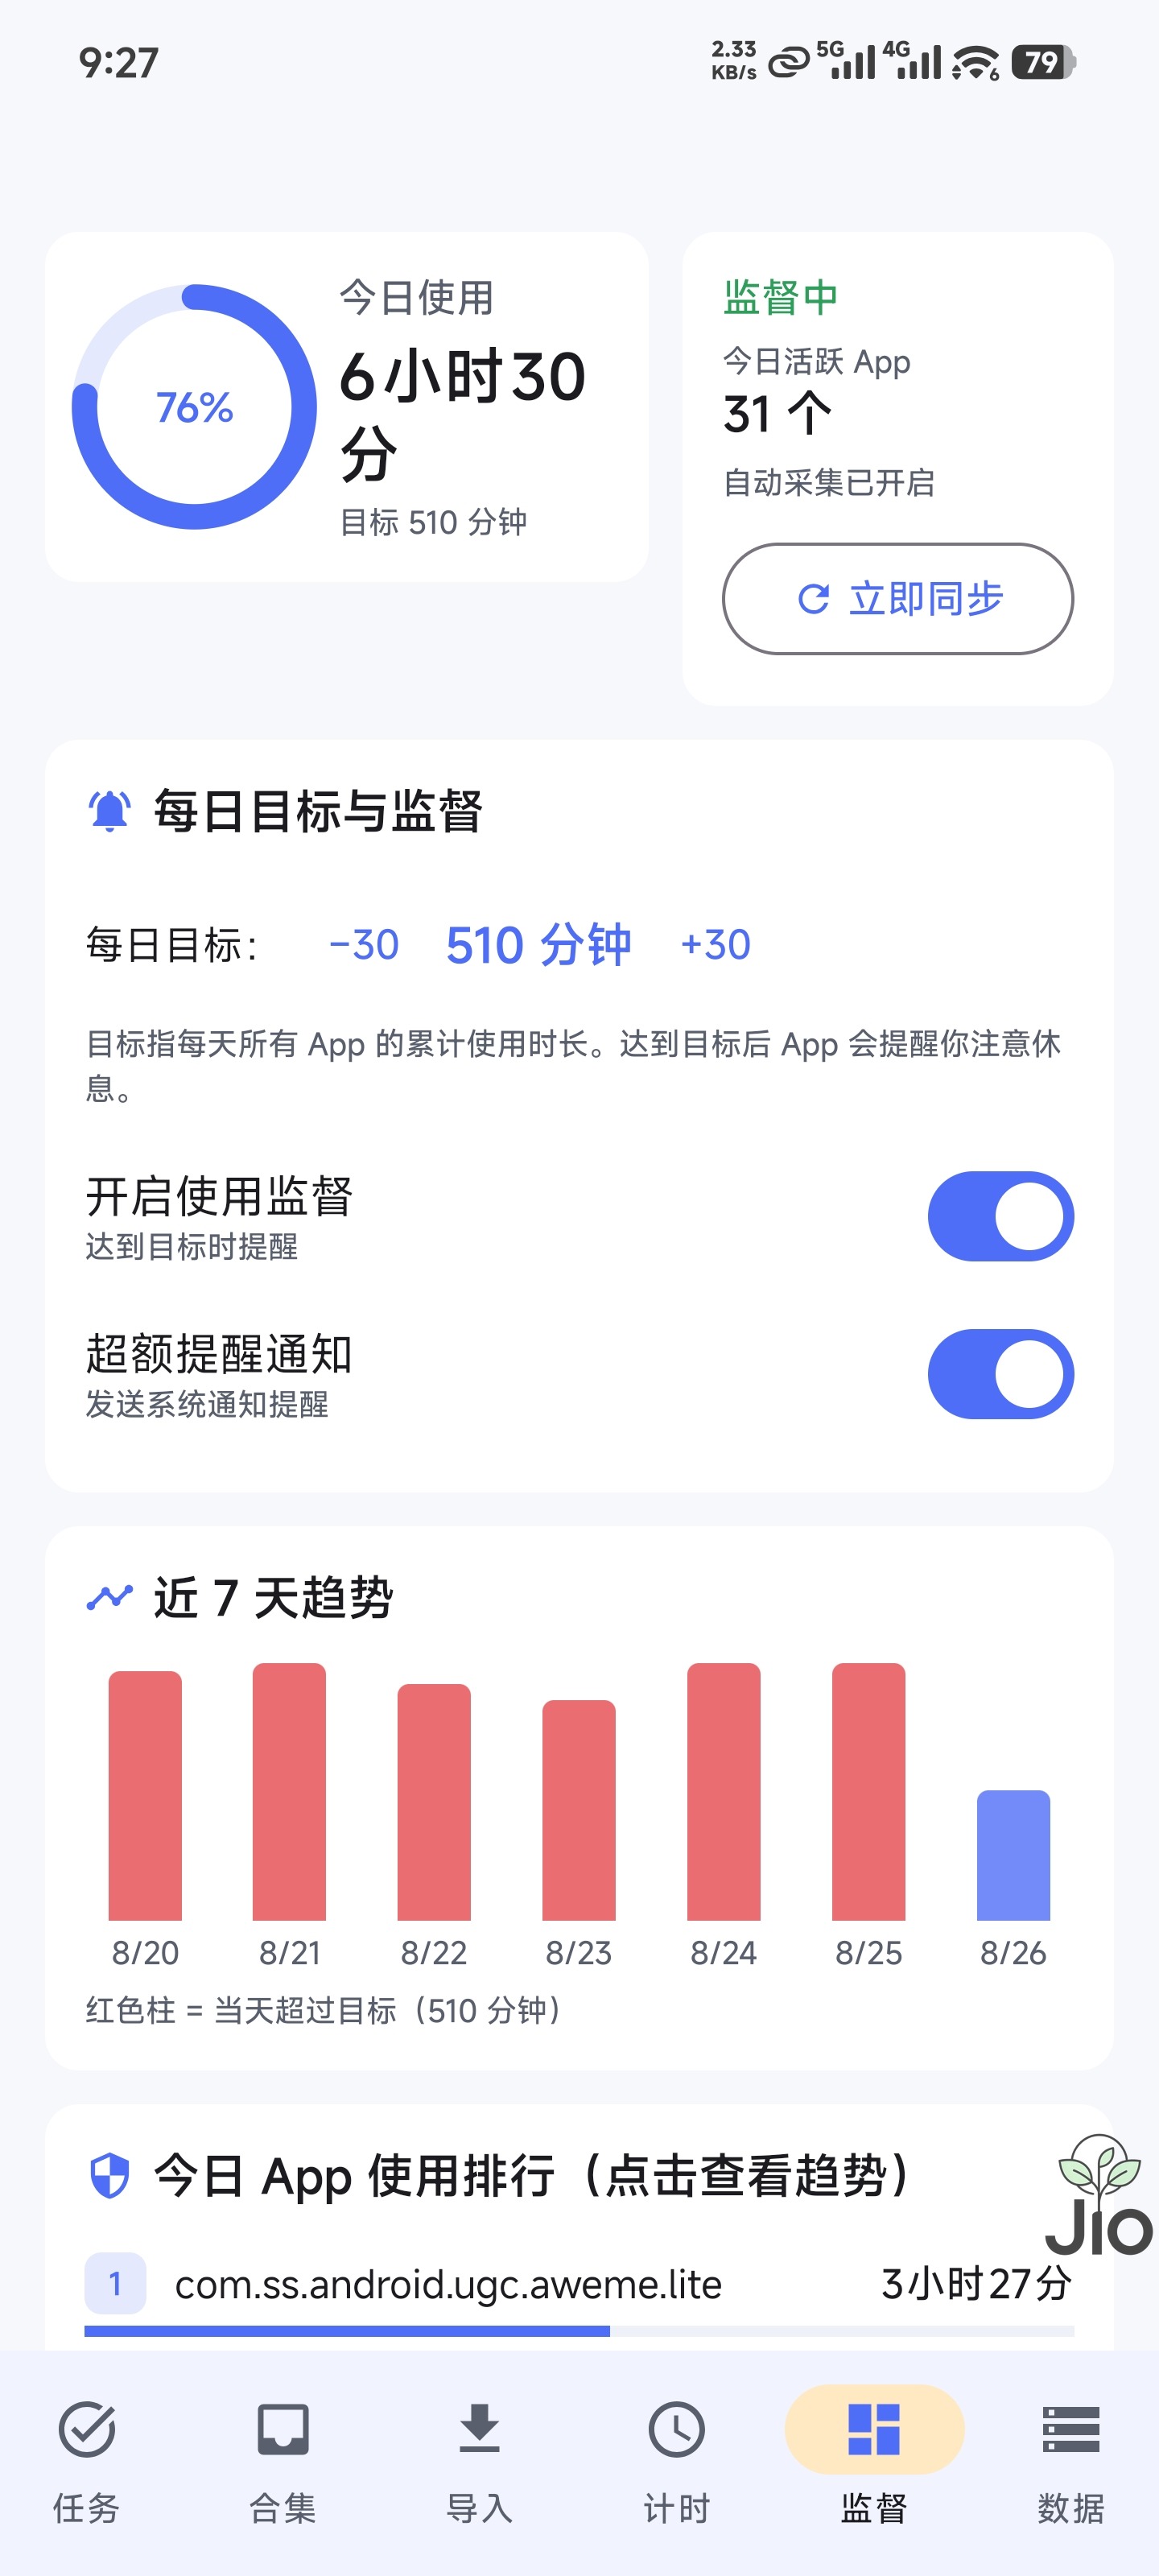 9:27
2.33 KB/s 5G 4G 6 79
76%
今日使用
6小时30
分
目标 510 分钟
监督中
今日活跃 App
31 个
自动采集已开启
立即同步
每日目标与监督
每日目标： −30 510 分钟 +30
目标指每天所有 App 的累计使用时长。达到目标后 App 会提醒你注意休
息。
开启使用监督
达到目标时提醒
超额提醒通知
发送系统通知提醒
近 7 天趋势
8/20 8/21 8/22 8/23 8/24 8/25 8/26
红色柱 = 当天超过目标（510 分钟）
今日 App 使用排行（点击查看趋势）
Jio
1 com.ss.android.ugc.aweme.lite 3小时27分
任务 合集 导入 计时 监督 数据